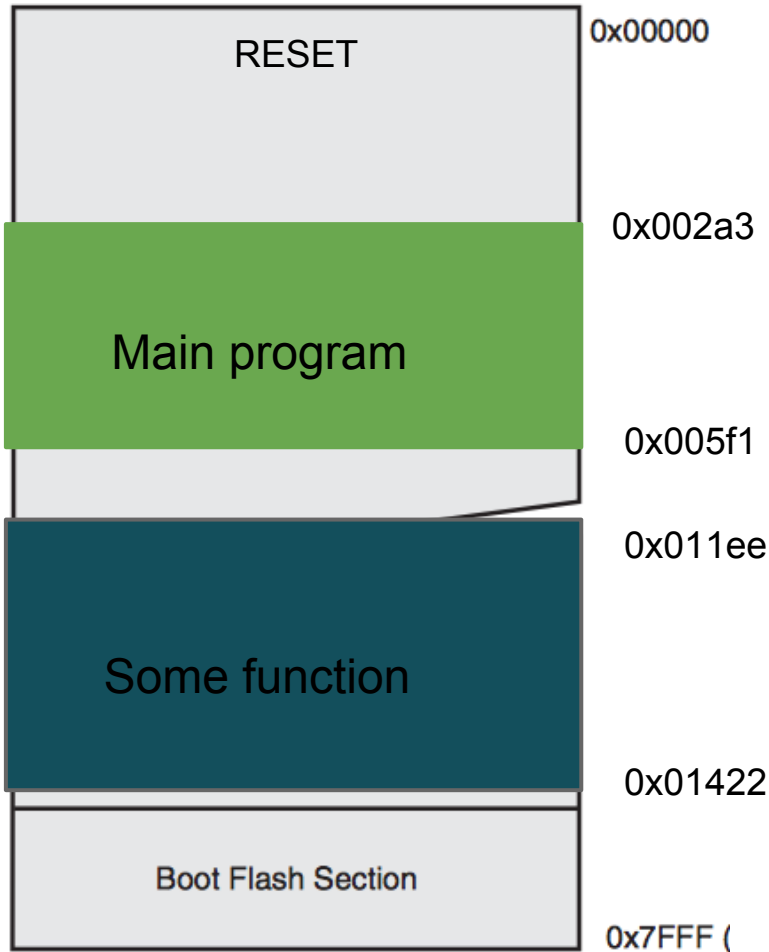 RESET
0x00000
0x002a3
Main program
0x005f1
0x011ee
Some function
0x01422
Boot Flash Section
0x7FFF (